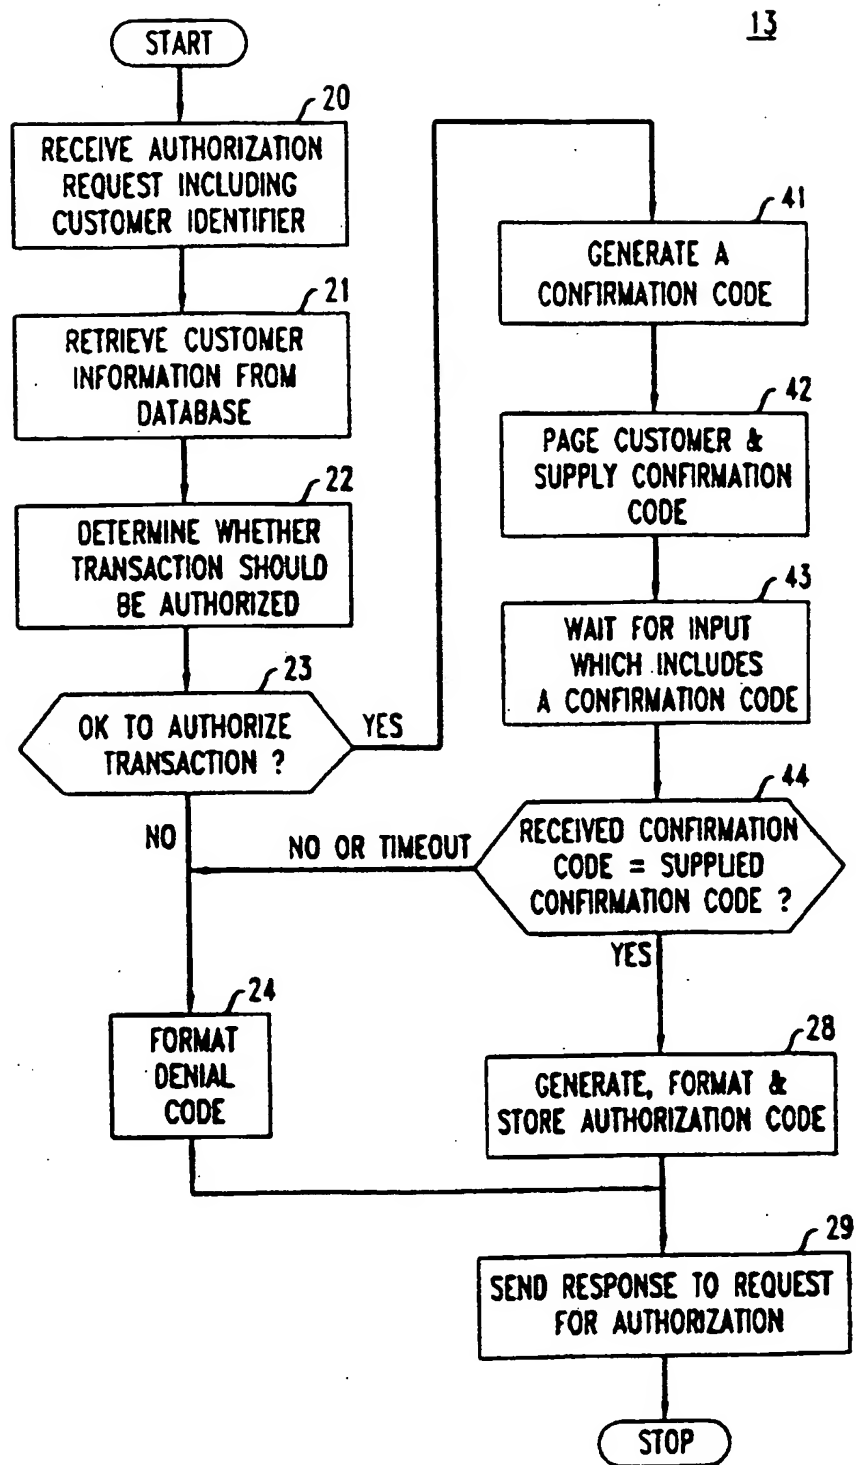 13
START
20
RECEIVE AUTHORIZATION
REQUEST INCLUDING
CUSTOMER IDENTIFIER
21
RETRIEVE CUSTOMER
INFORMATION FROM
DATABASE
22
DETERMINE WHETHER
TRANSACTION SHOULD
BE AUTHORIZED
23
OK TO AUTHORIZE
TRANSACTION ?
YES
NO
24
FORMAT
DENIAL
CODE
41
GENERATE A
CONFIRMATION CODE
42
PAGE CUSTOMER &
SUPPLY CONFIRMATION
CODE
43
WAIT FOR INPUT
WHICH INCLUDES
A CONFIRMATION CODE
44
RECEIVED CONFIRMATION
CODE = SUPPLIED
CONFIRMATION CODE ?
NO OR TIMEOUT
YES
28
GENERATE, FORMAT &
STORE AUTHORIZATION CODE
29
SEND RESPONSE TO REQUEST
FOR AUTHORIZATION
STOP